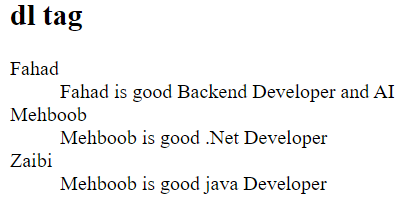 dl tag
Fahad
Fahad is good Backend Developer and AI
Mehboob
Mehboob is good .Net Developer
Zaibi
Mehboob is good java Developer